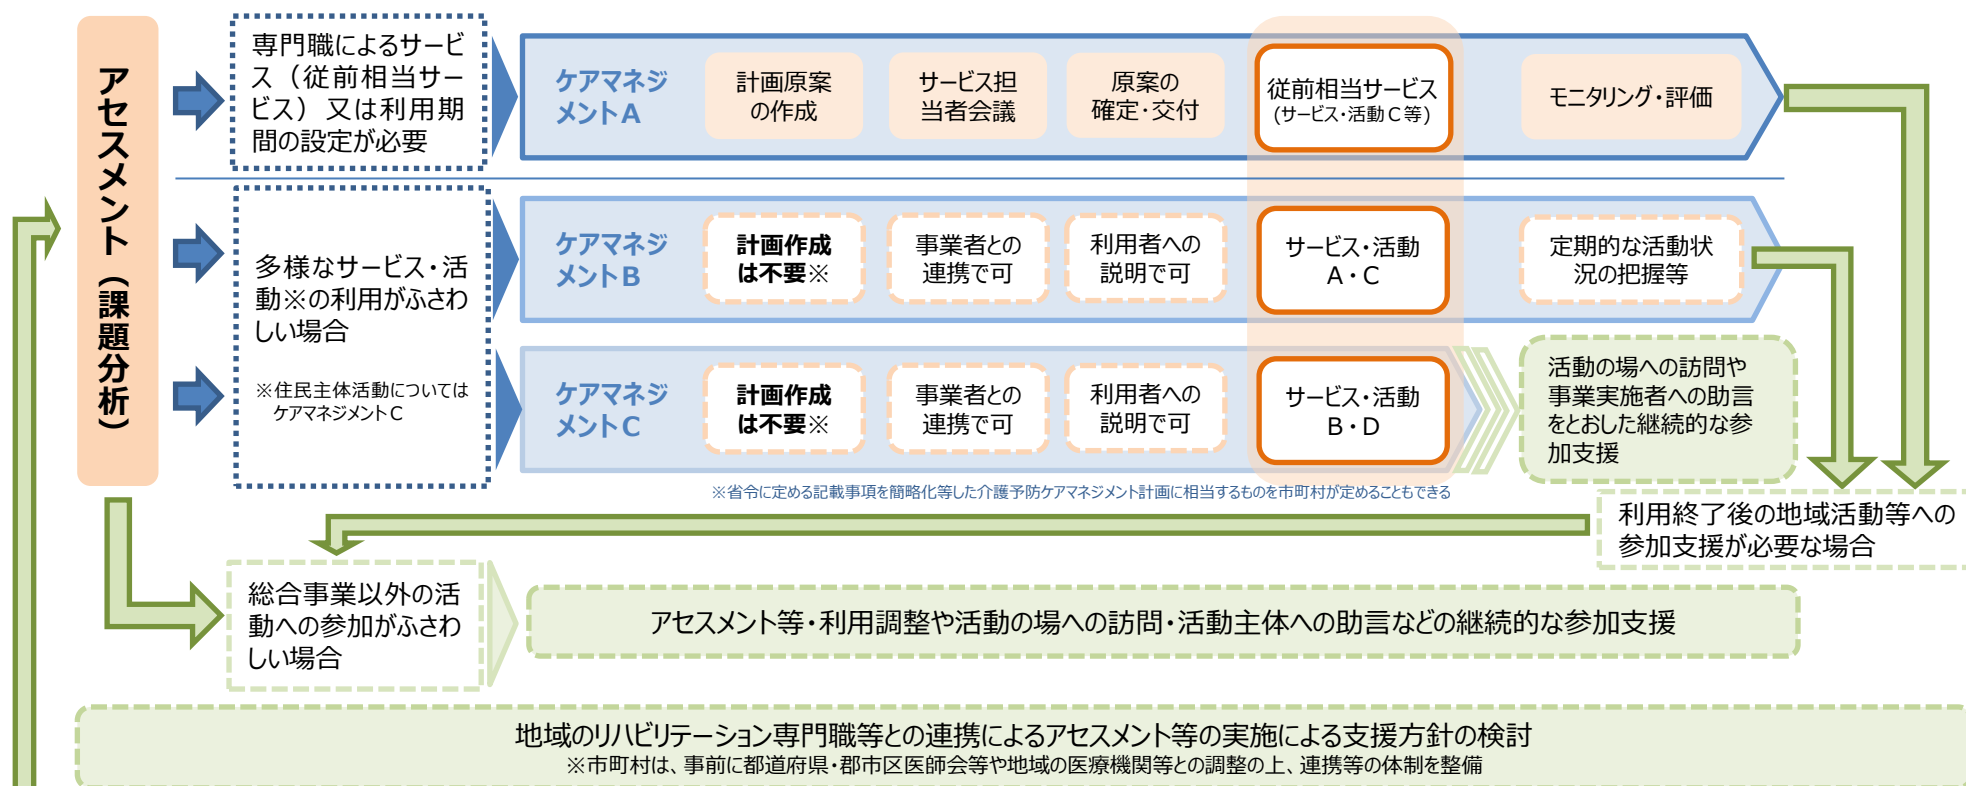 アセスメント（課題分析）
専門職によるサービ
ス（従前相当サー
ビス）又は利用期
間の設定が必要
ケアマネジ
メントA
計画原案
の作成
サービス担
当者会議
原案の
確定・交付
従前相当サービス
(サービス・活動C等)
モニタリング・評価
多様なサービス・活
動※の利用がふさわ
しい場合
※住民主体活動については
ケアマネジメントC
ケアマネジ
メントB
計画作成
は不要※
事業者との
連携で可
利用者への
説明で可
サービス・活動
A・C
定期的な活動状
況の把握等
ケアマネジ
メントC
計画作成
は不要※
事業者との
連携で可
利用者への
説明で可
サービス・活動
B・D
活動の場への訪問や
事業実施者への助言
をとおした継続的な参
加支援
※省令に定める記載事項を簡略化等した介護予防ケアマネジメント計画に相当するものを市町村が定めることもできる
利用終了後の地域活動等への
参加支援が必要な場合
総合事業以外の活
動への参加がふさわ
しい場合
アセスメント等・利用調整や活動の場への訪問・活動主体への助言などの継続的な参加支援
地域のリハビリテーション専門職等との連携によるアセスメント等の実施による支援方針の検討
※市町村は、事前に都道府県・郡市区医師会等や地域の医療機関等との調整の上、連携等の体制を整備